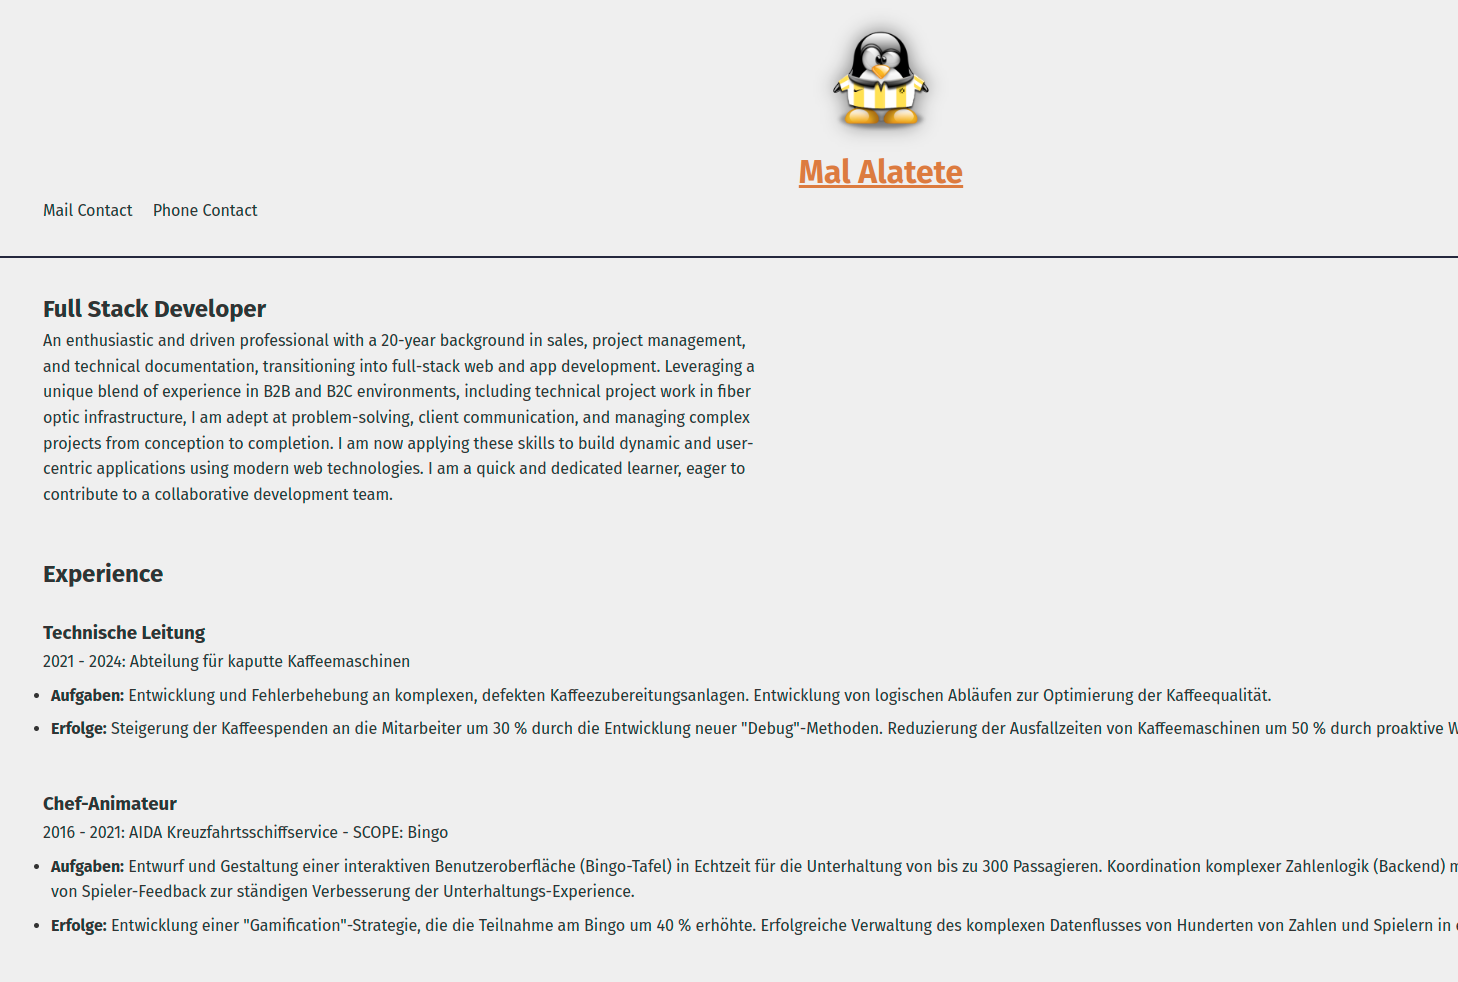 Mal Alatete
Mail Contact Phone Contact
Full Stack Developer
An enthusiastic and driven professional with a 20-year background in sales, project management,
and technical documentation, transitioning into full-stack web and app development. Leveraging a
unique blend of experience in B2B and B2C environments, including technical project work in fiber
optic infrastructure, I am adept at problem-solving, client communication, and managing complex
projects from conception to completion. I am now applying these skills to build dynamic and user-
centric applications using modern web technologies. I am a quick and dedicated learner, eager to
contribute to a collaborative development team.
Experience
Technische Leitung
2021 - 2024: Abteilung für kaputte Kaffeemaschinen
• Aufgaben: Entwicklung und Fehlerbehebung an komplexen, defekten Kaffeezubereitungsanlagen. Entwicklung von logischen Abläufen zur Optimierung der Kaffeequalität.
• Erfolge: Steigerung der Kaffeespenden an die Mitarbeiter um 30 % durch die Entwicklung neuer "Debug"-Methoden. Reduzierung der Ausfallzeiten von Kaffeemaschinen um 50 % durch proaktive
Chef-Animateur
2016 - 2021: AIDA Kreuzfahrtsschiffservice - SCOPE: Bingo
• Aufgaben: Entwurf und Gestaltung einer interaktiven Benutzeroberfläche (Bingo-Tafel) in Echtzeit für die Unterhaltung von bis zu 300 Passagieren. Koordination komplexer Zahlenlogik (Backend)
von Spieler-Feedback zur ständigen Verbesserung der Unterhaltungs-Experience.
• Erfolge: Entwicklung einer "Gamification"-Strategie, die die Teilnahme am Bingo um 40 % erhöhte. Erfolgreiche Verwaltung des komplexen Datenflusses von Hunderten von Zahlen und Spielern in